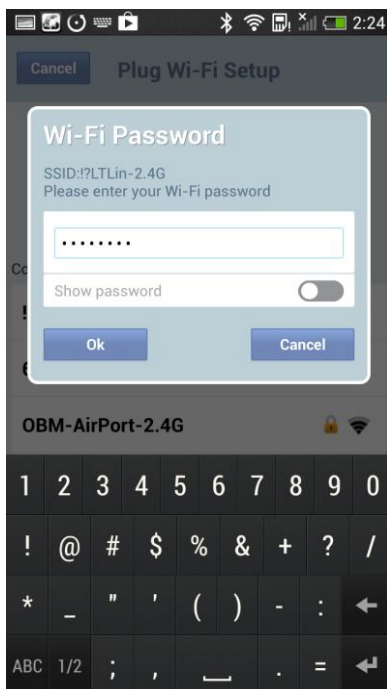 2:24
Cancel Plug Wi-Fi Setup
Wi-Fi Password
SSID:!?LTLin-2.4G
Please enter your Wi-Fi password
Show password
Ok Cancel
OBM-AirPort-2.4G
1 2 3 4 5 6 7 8 9 0
! @ # $ % & + ? /
* _ " ' ( ) - :
ABC 1/2 ; , . =